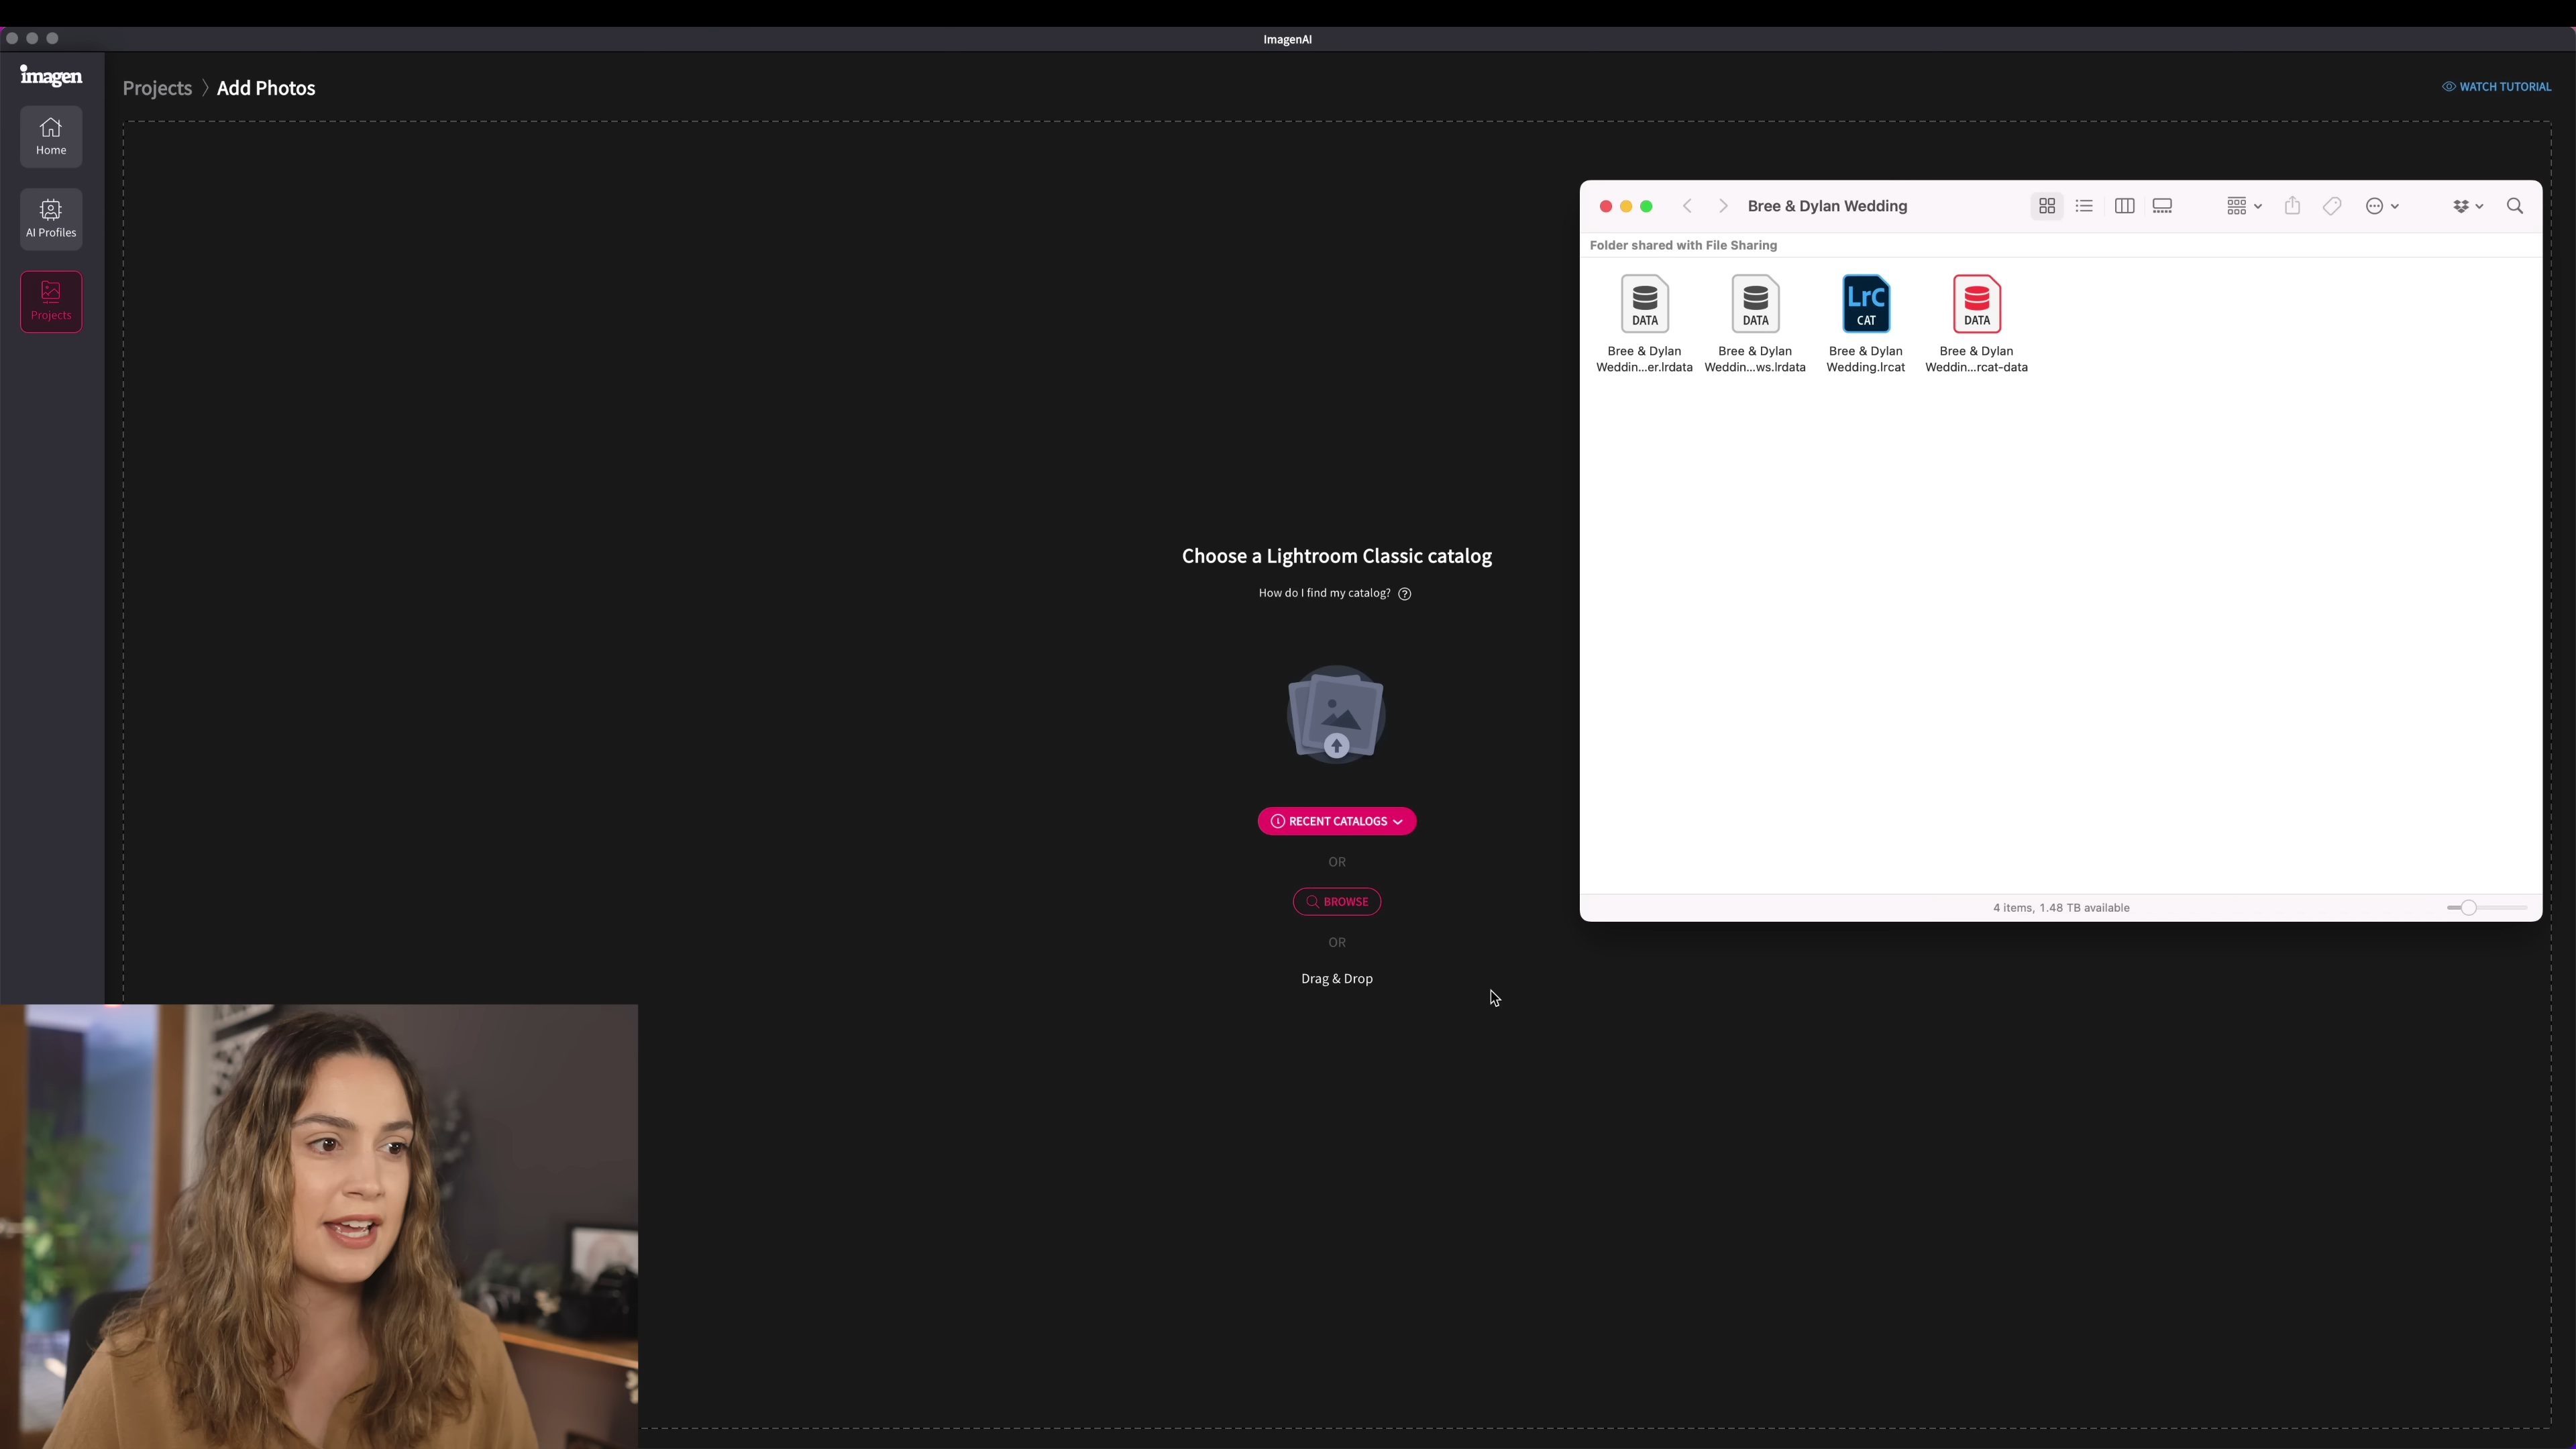 ImagenAI
imagen
Projects > Add Photos
WATCH TUTORIAL
Home
AI Profiles
Projects
Choose a Lightroom Classic catalog
How do I find my catalog? ?
RECENT CATALOGS
OR
BROWSE
OR
Drag & Drop
Bree & Dylan Wedding
Folder shared with File Sharing
DATA
Bree & Dylan
Weddin...er.lrdata
DATA
Bree & Dylan
Weddin...ws.lrdata
LrC
CAT
Bree & Dylan
Wedding.lrcat
DATA
Bree & Dylan
Weddin...rcat-data
4 items, 1.48 TB available